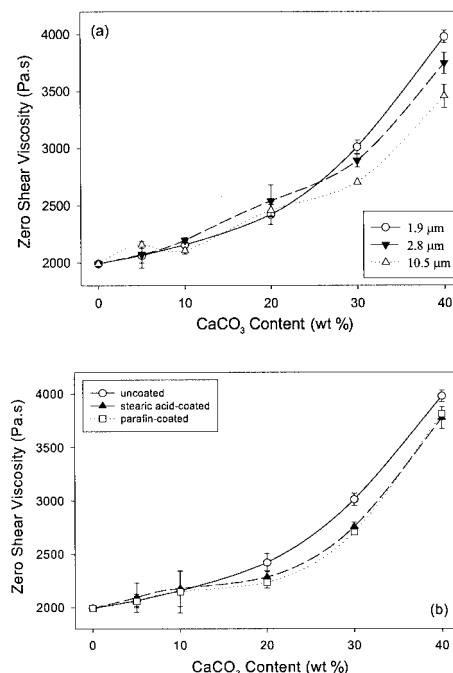 (a)
4000
3500
3000
2500
2000
Zero Shear Viscosity (Pa.s)
1.9 μm
2.8 μm
10.5 μm
0 10 20 30 40
CaCO₃ Content (wt %)
uncoated
stearic acid-coated
parafin-coated
4000
3500
3000
2500
2000
Zero Shear Viscosity (Pa.s)
(b)
0 10 20 30 40
CaCO₃ Content (wt %)